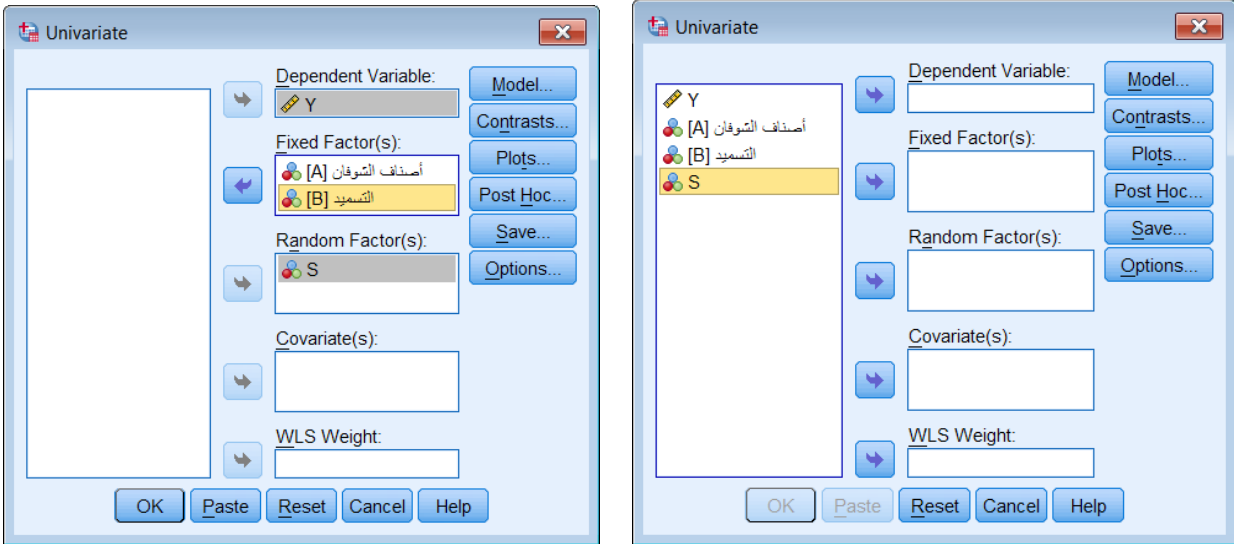 Univariate
Dependent Variable:
Y
Fixed Factor(s):
أصناف الشوفان [A]
التسميد [B]
Random Factor(s):
S
Covariate(s):
WLS Weight:
Model...
Contrasts...
Plots...
Post Hoc...
Save...
Options...
OK Paste Reset Cancel Help
Univariate
Y
أصناف الشوفان [A]
التسميد [B]
S
Dependent Variable:
Fixed Factor(s):
Random Factor(s):
Covariate(s):
WLS Weight:
Model...
Contrasts...
Plots...
Post Hoc...
Save...
Options...
OK Paste Reset Cancel Help